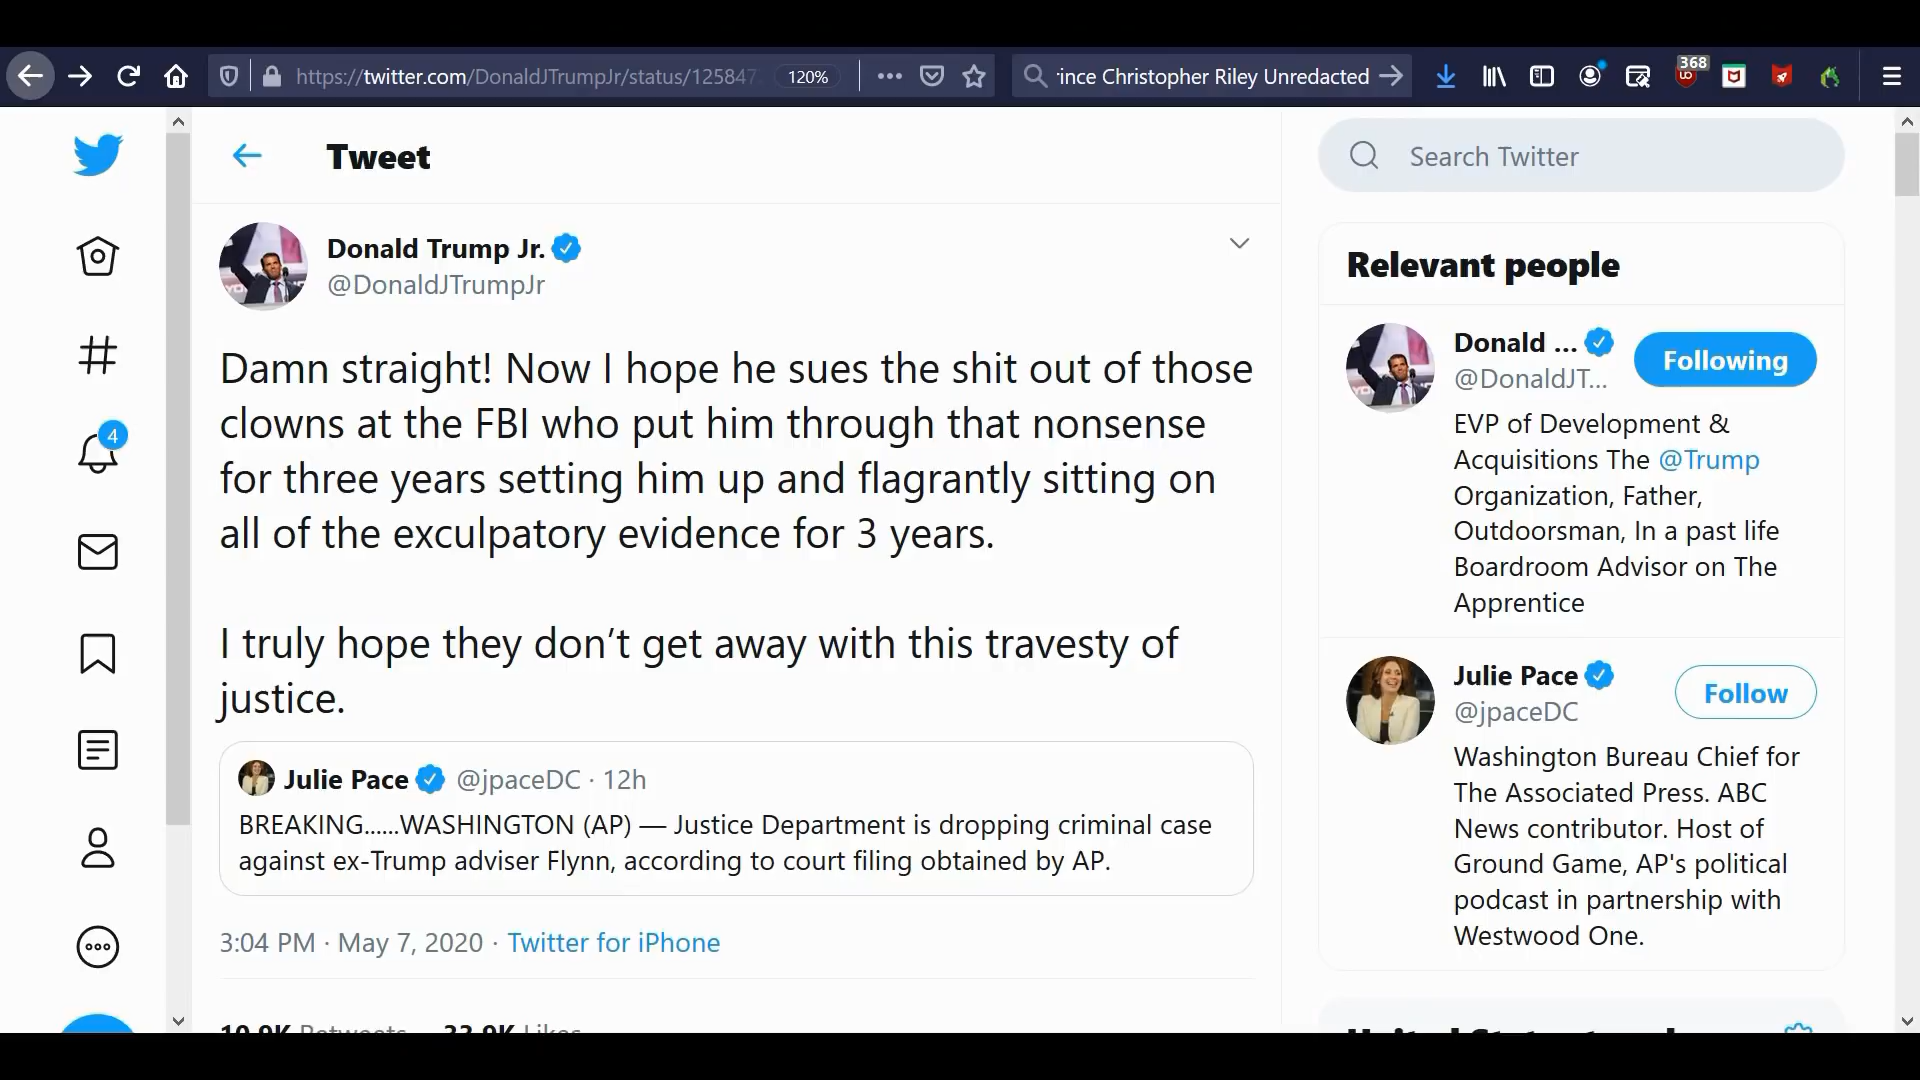 https://twitter.com/DonaldJTrumpJr/status/125847
120%
ince Christopher Riley Unredacted
368
Tweet
Search Twitter
Donald Trump Jr.
@DonaldJTrumpJr
Damn straight! Now I hope he sues the shit out of those
clowns at the FBI who put him through that nonsense
for three years setting him up and flagrantly sitting on
all of the exculpatory evidence for 3 years.
I truly hope they don’t get away with this travesty of
justice.
Julie Pace @jpaceDC · 12h
BREAKING......WASHINGTON (AP) — Justice Department is dropping criminal case
against ex-Trump adviser Flynn, according to court filing obtained by AP.
3:04 PM · May 7, 2020 · Twitter for iPhone
10.9K Retweets 33.9K Likes
4
Relevant people
Donald ...
@DonaldJT...
Following
EVP of Development &
Acquisitions The @Trump
Organization, Father,
Outdoorsman, In a past life
Boardroom Advisor on The
Apprentice
Julie Pace
@jpaceDC
Follow
Washington Bureau Chief for
The Associated Press. ABC
News contributor. Host of
Ground Game, AP's political
podcast in partnership with
Westwood One.